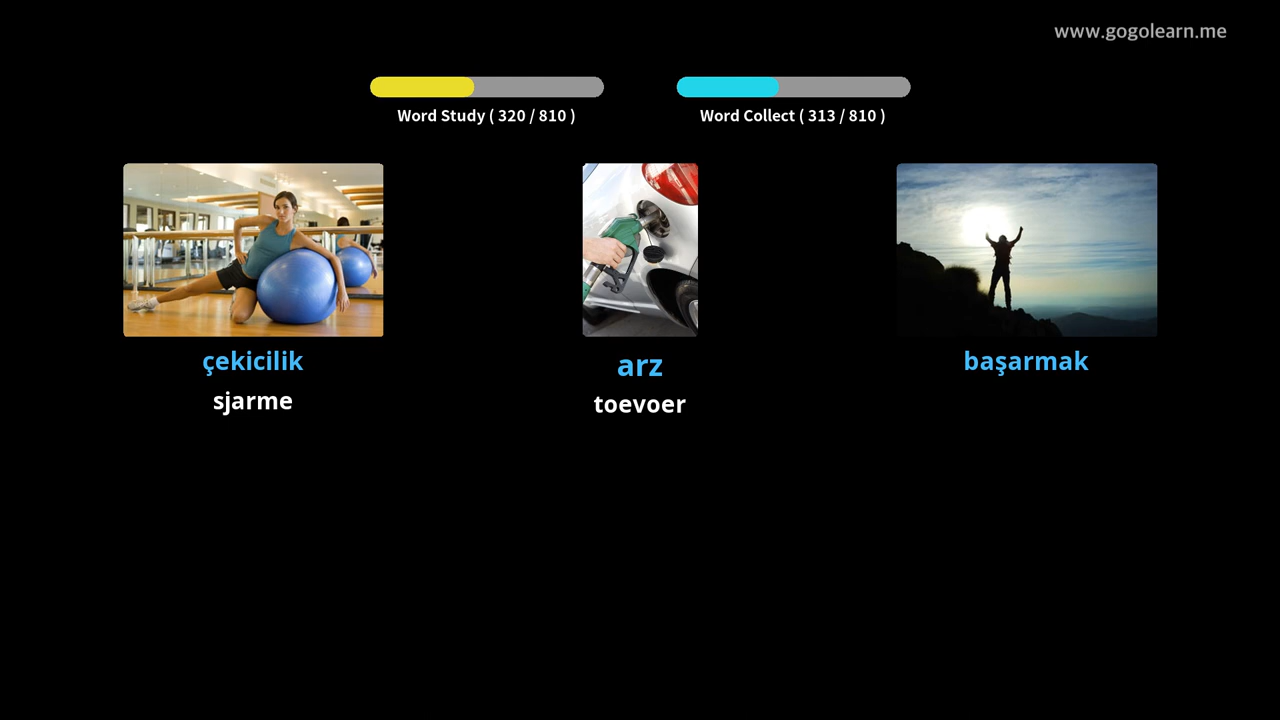 www.gogolearn.me
Word Study ( 320 / 810 )
Word Collect ( 313 / 810 )
çekicilik
sjarme
arz
toevoer
başarmak